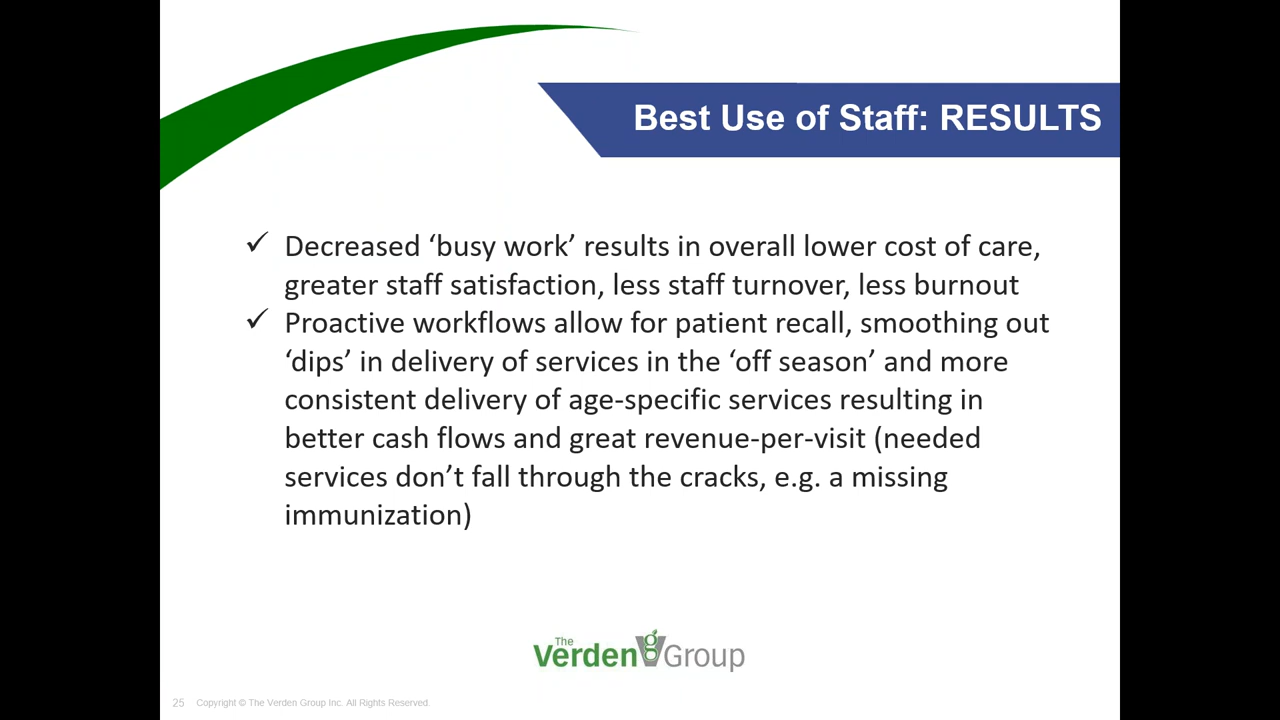 Best Use of Staff: RESULTS
✓ Decreased ‘busy work’ results in overall lower cost of care,
greater staff satisfaction, less staff turnover, less burnout
✓ Proactive workflows allow for patient recall, smoothing out
‘dips’ in delivery of services in the ‘off season’ and more
consistent delivery of age-specific services resulting in
better cash flows and great revenue-per-visit (needed
services don’t fall through the cracks, e.g. a missing
immunization)
The
Verden Group
25 Copyright © The Verden Group Inc. All Rights Reserved.